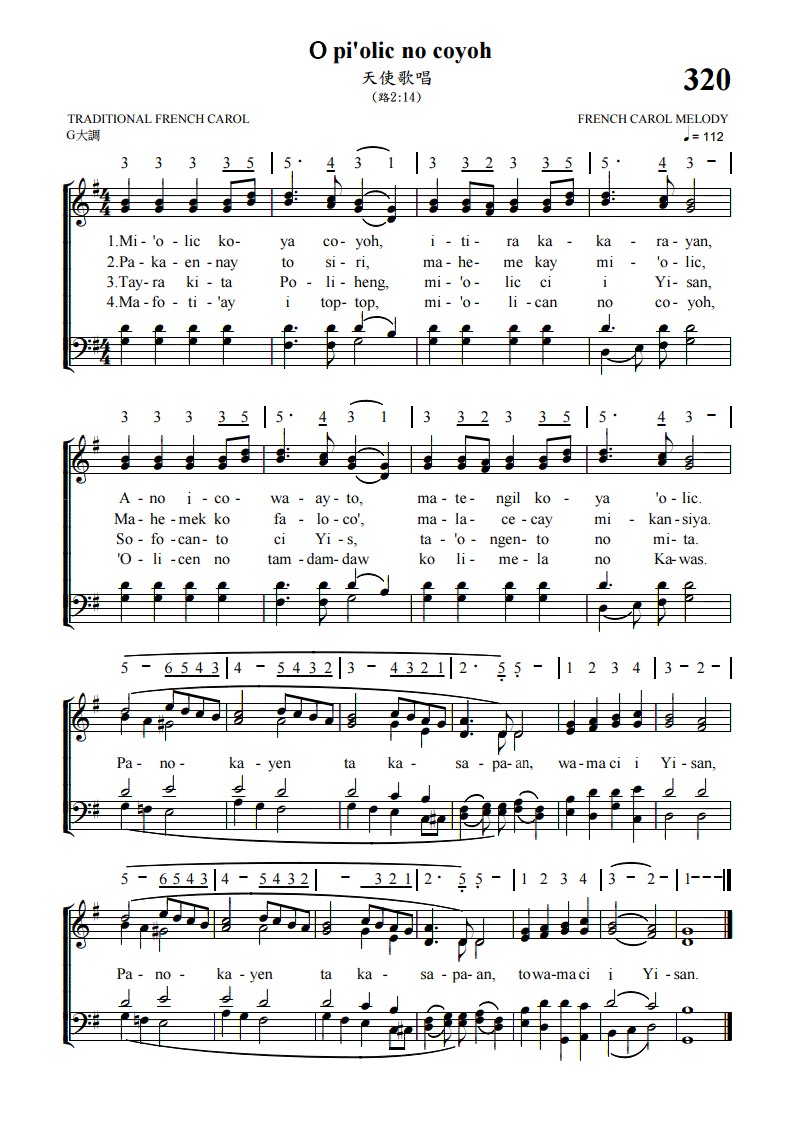 O pi'olic no coyoh
天使歌唱
320
(路2:14)
TRADITIONAL FRENCH CAROL
FRENCH CAROL MELODY
G大調
♩= 112
3 3 3 3 5 | 5· 4 3 1 | 3 3 2 3 3 5 | 5· 4 3 – |
1.Mi- 'o- lic ko- ya co- yoh, i- ti- ra ka- ka- ra- yan,
2.Pa- ka- en- nay to si- ri, ma- he- me kay mi- 'o- lic,
3.Tay- ra ki- ta Po- li- heng, mi- 'o- lic ci i Yi- san,
4.Ma- fo- ti- 'ay i top- top, mi- 'o- li- can no co- yoh,
3 3 3 3 5 | 5· 4 3 1 | 3 3 2 3 3 5 | 5· 4 3 – |
A- no i- co- wa- ay- to, ma- te- ngil ko- ya 'o- lic.
Ma- he- mek ko fa- lo- co', ma- la- ce- cay mi- kan- siya.
So- fo- can- to ci Yi- s, ta- 'o- ngen- to no mi- ta.
'O- li- cen no tam- dam- daw ko li- me- la no Ka- was.
5 – 6 5 4 3 | 4 – 5 4 3 2 | 3 – 4 3 2 1 | 2· 5 5 – | 1 2 3 4 | 3 – 2 – |
Pa- no- ka- yen ta ka- sa- pa- an, wa- ma ci i Yi- san,
5 – 6 5 4 3 | 4 – 5 4 3 2 | – 3 2 1 | 2· 5 5 – | 1 2 3 4 | 3 – 2 – | 1 – – –
Pa- no- ka- yen ta ka- sa- pa- an, to wa- ma ci i Yi- san.